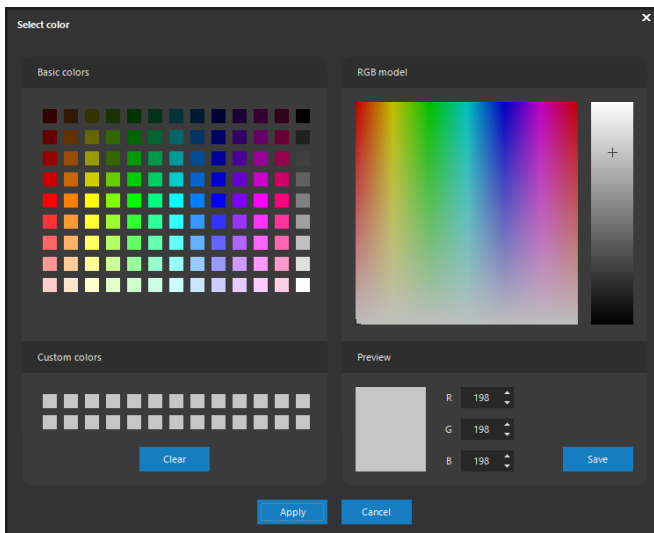 Select color
Basic colors
RGB model
Custom colors
Preview
R 198
G 198
B 198
Clear
Save
Apply
Cancel